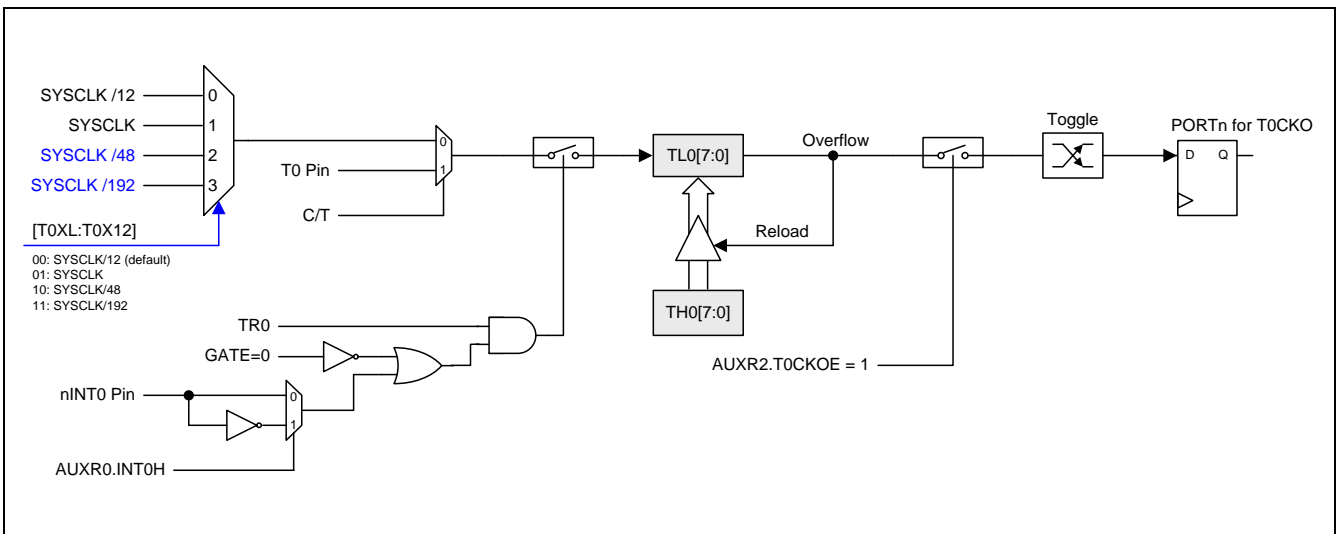 SYSCLK /12
SYSCLK
SYSCLK /48
SYSCLK /192
0
1
2
3
[T0XL:T0X12]
00: SYSCLK/12 (default)
01: SYSCLK
10: SYSCLK/48
11: SYSCLK/192
T0 Pin
C/T
0
1
TL0[7:0]
Overflow
Reload
TH0[7:0]
Toggle
PORTn for T0CKO
D Q
TR0
GATE=0
nINT0 Pin
0
1
AUXR0.INT0H
AUXR2.T0CKOE = 1